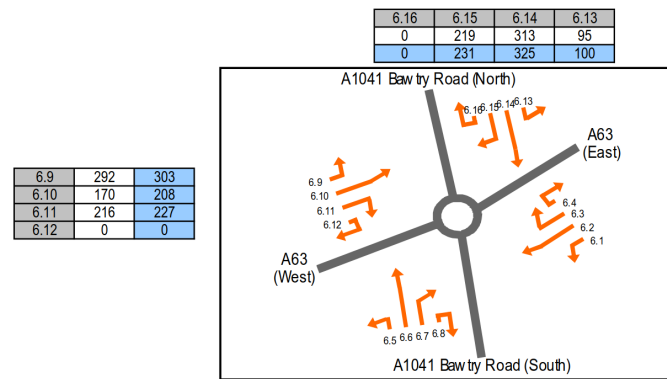 6.16 6.15 6.14 6.13
0 219 313 95
0 231 325 100
A1041 Bawtry Road (North)
6.16 6.15 6.14 6.13
A63
(East)
6.9 292 303
6.10 170 208
6.11 216 227
6.12 0 0
6.9
6.10
6.11
6.12
6.4
6.3
6.2
6.1
A63
(West)
6.5 6.6 6.7 6.8
A1041 Bawtry Road (South)